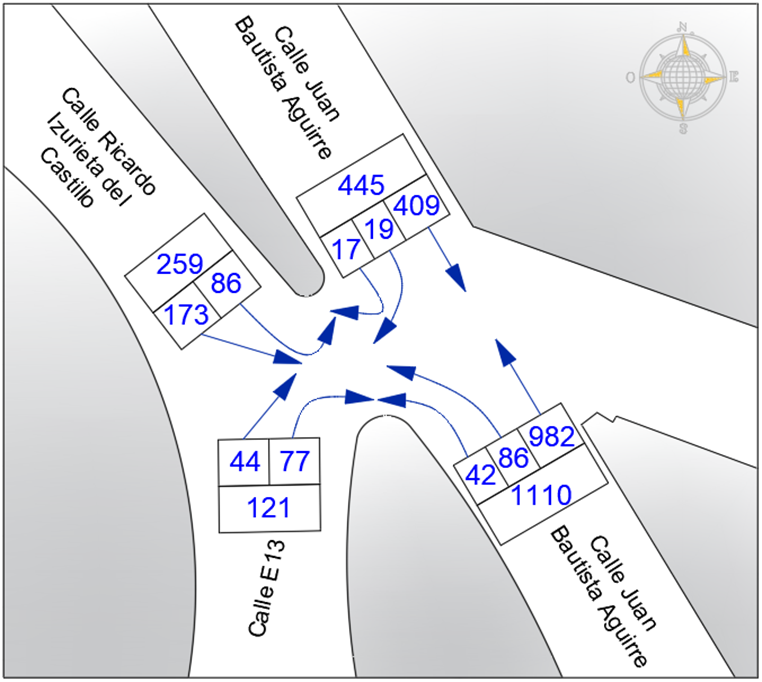 Calle Juan
Bautista Aguirre
N
O
E
S
Calle Ricardo
Izurieta del
Castillo
445
17
19
409
259
173
86
44
77
121
42
86
982
1110
Calle E13
Calle Juan
Bautista Aguirre